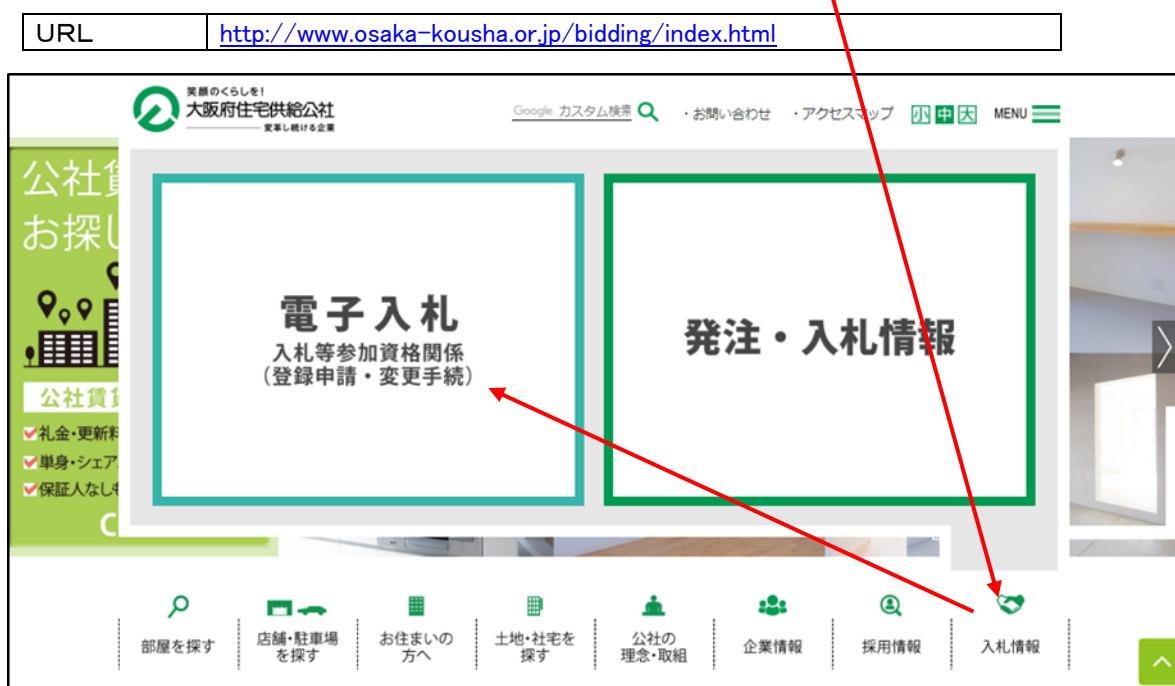 URL
http://www.osaka-kousha.or.jp/bidding/index.html
笑顔のくらしを!
大阪府住宅供給公社
変革し続ける企業
Google カスタム検索
・お問い合わせ
・アクセスマップ
小 中 大
MENU
公社賃
お探し
電子入札
入札等参加資格関係
(登録申請・変更手続)
発注・入札情報
公社賃貸
礼金・更新料
単身・シェア
保証人なしも
C
部屋を探す
店舗・駐車場
を探す
お住まいの
方へ
土地・社宅を
探す
公社の
理念・取組
企業情報
採用情報
入札情報